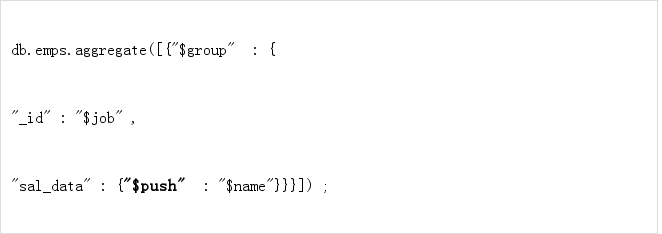 db.emps.aggregate([{"$group" : {
"_id" : "$job" ,
"sal_data" : {"$push" : "$name"}}}]) ;